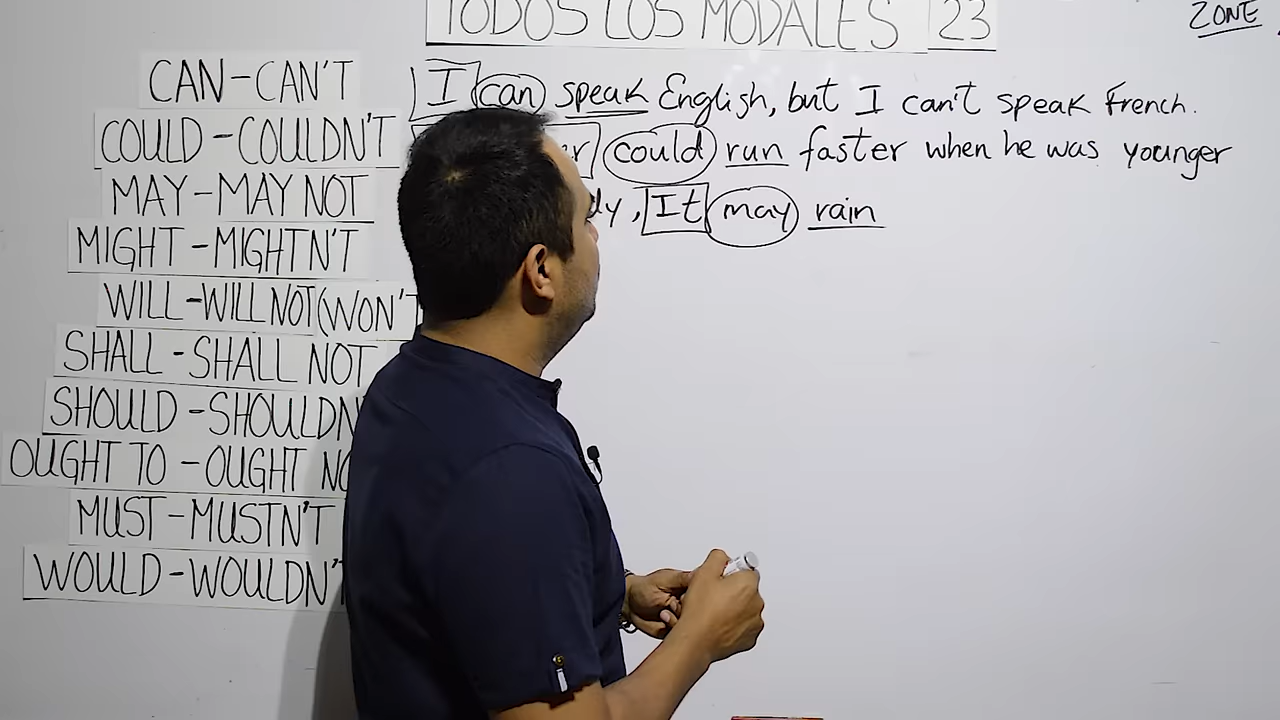 TODOS LOS MODALES 23
ZONE
CAN-CAN'T
COULD-COULDN'T
MAY-MAY NOT
MIGHT-MIGHTN'T
WILL-WILL NOT(WON'T
SHALL-SHALL NOT
SHOULD-SHOULDN
OUGHT TO-OUGHT
MUST-MUSTN'T
WOULD-WOULDN'
I can speak English, but I can't speak French.
could run faster when he was younger
, It may rain